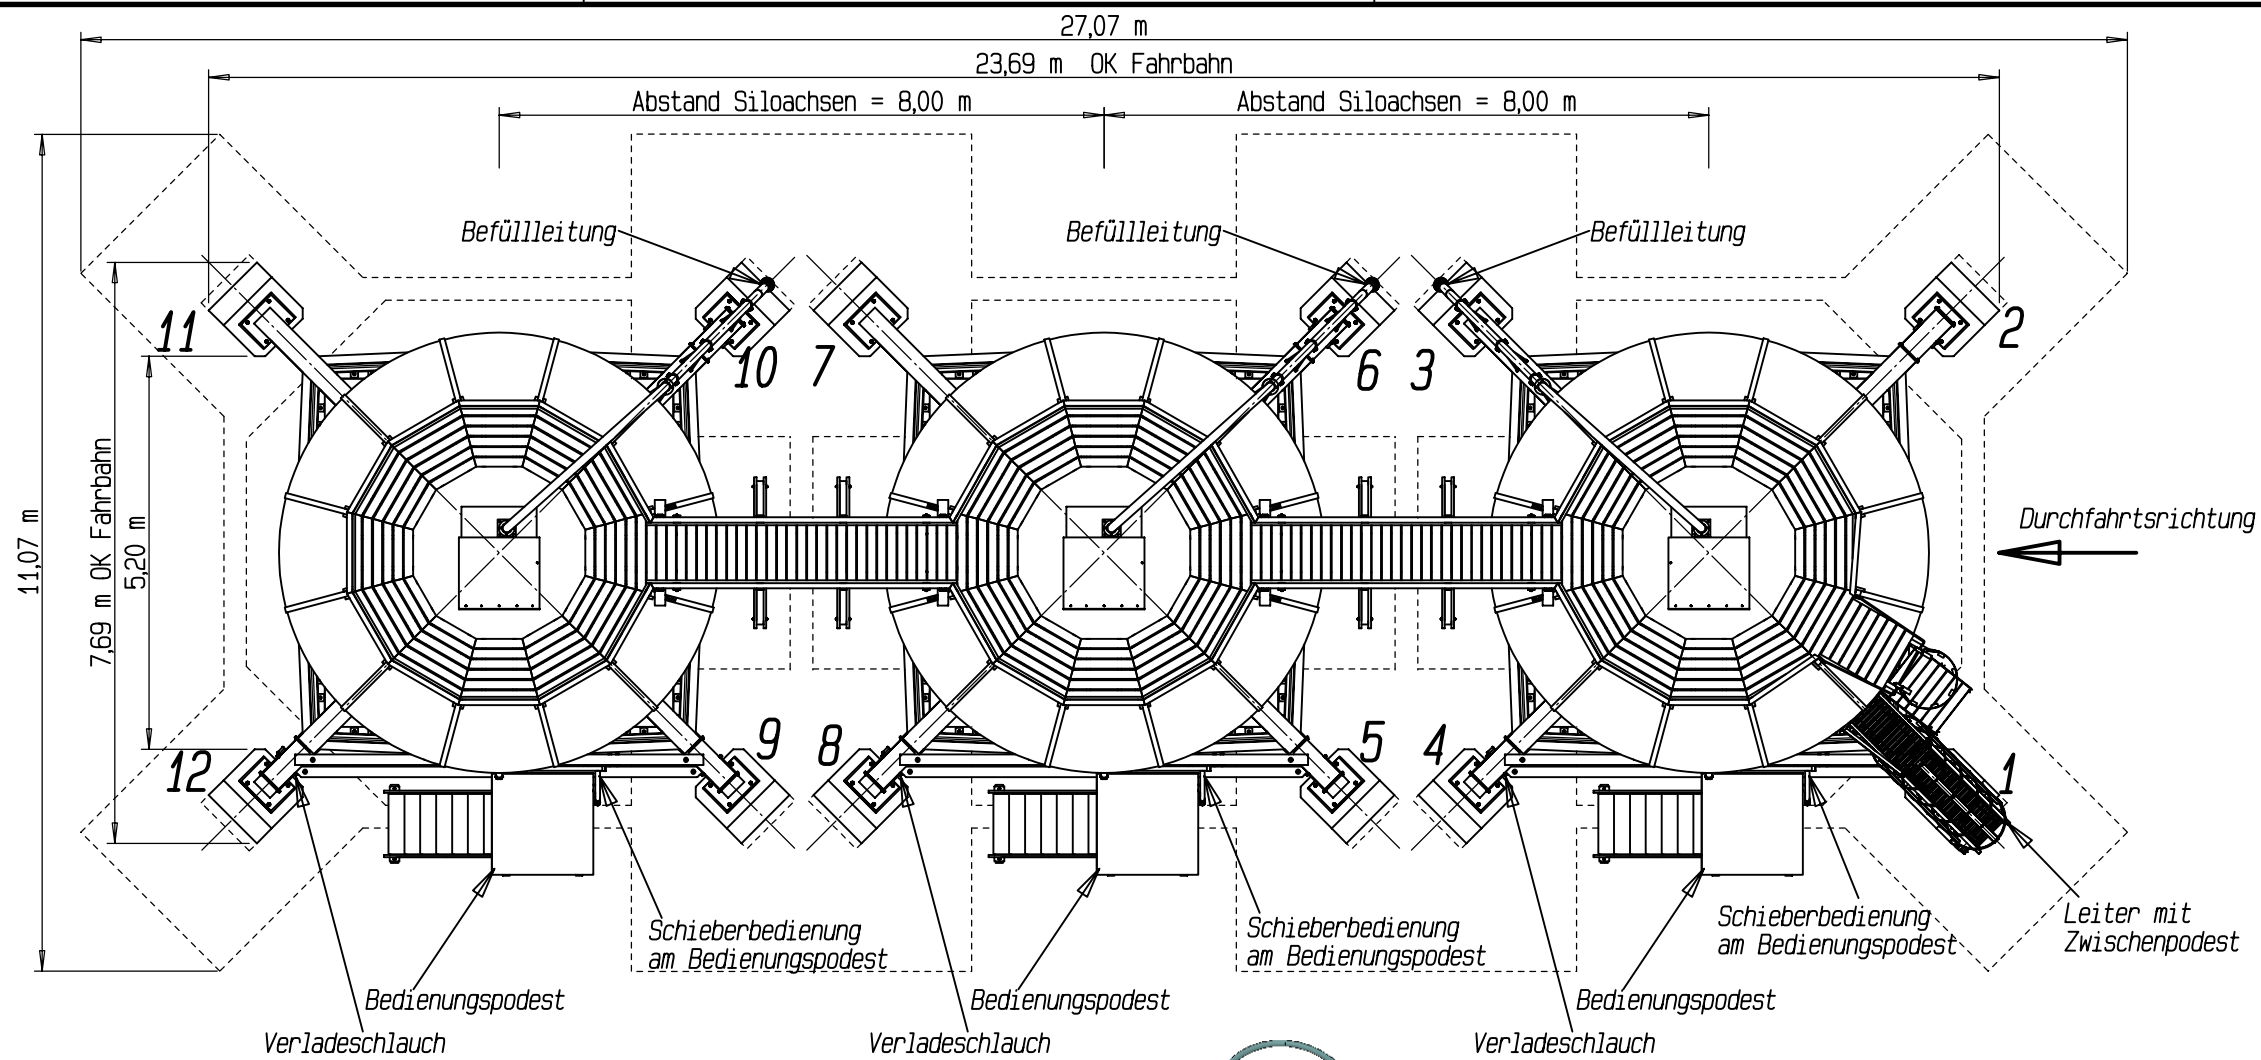 27,07 m
23,69 m OK Fahrbahn
Abstand Siloachsen = 8,00 m
Abstand Siloachsen = 8,00 m
Befüllleitung
Befüllleitung
Befüllleitung
11
10
7
6
3
2
11,07 m
7,69 m OK Fahrbahn
5,20 m
Durchfahrtsrichtung
12
9
8
5
4
1
Schieberbedienung
am Bedienungspodest
Schieberbedienung
am Bedienungspodest
Schieberbedienung
am Bedienungspodest
Leiter mit
Zwischenpodest
Bedienungspodest
Bedienungspodest
Bedienungspodest
Verladeschlauch
Verladeschlauch
Verladeschlauch